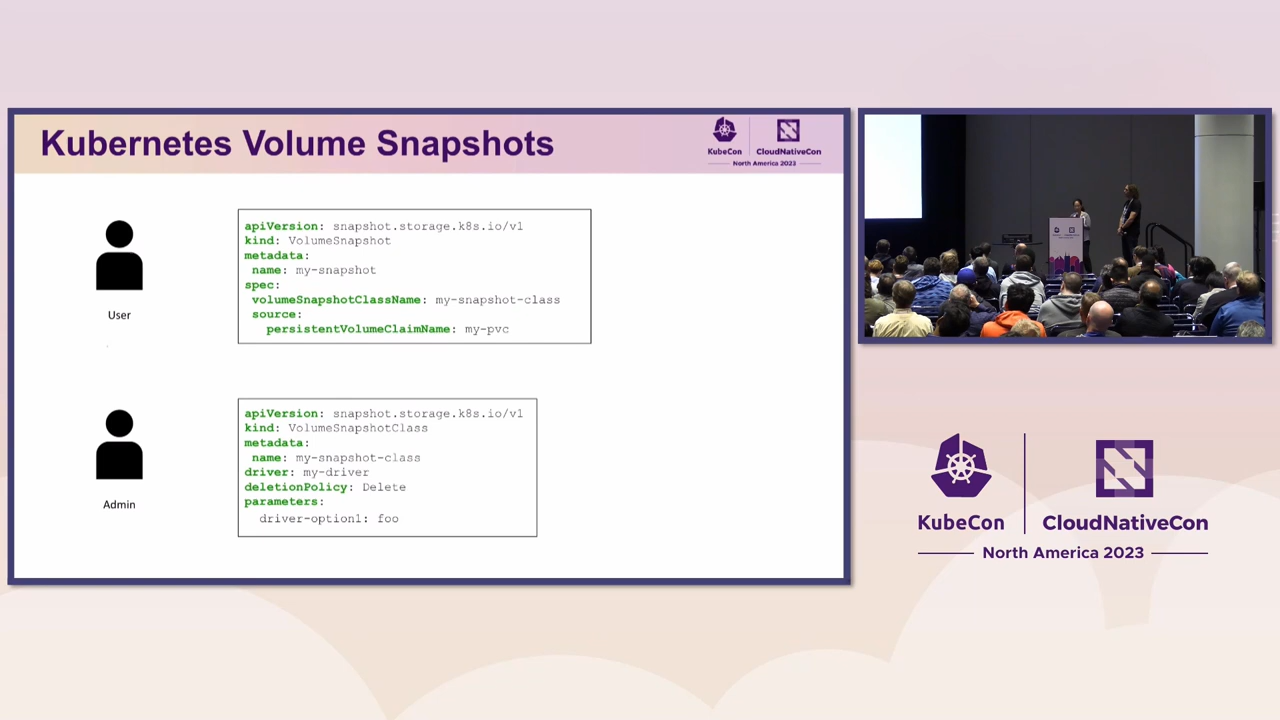 Kubernetes Volume Snapshots
KubeCon
CloudNativeCon
North America 2023
User
apiVersion: snapshot.storage.k8s.io/v1
kind: VolumeSnapshot
metadata:
name: my-snapshot
spec:
volumeSnapshotClassName: my-snapshot-class
source:
persistentVolumeClaimName: my-pvc
Admin
apiVersion: snapshot.storage.k8s.io/v1
kind: VolumeSnapshotClass
metadata:
name: my-snapshot-class
driver: my-driver
deletionPolicy: Delete
parameters:
driver-option1: foo
KubeCon
CloudNativeCon
North America 2023